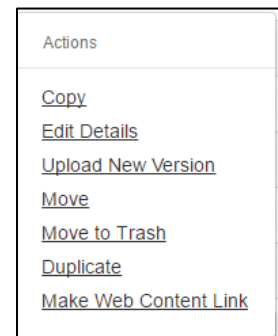 Actions
Copy
Edit Details
Upload New Version
Move
Move to Trash
Duplicate
Make Web Content Link